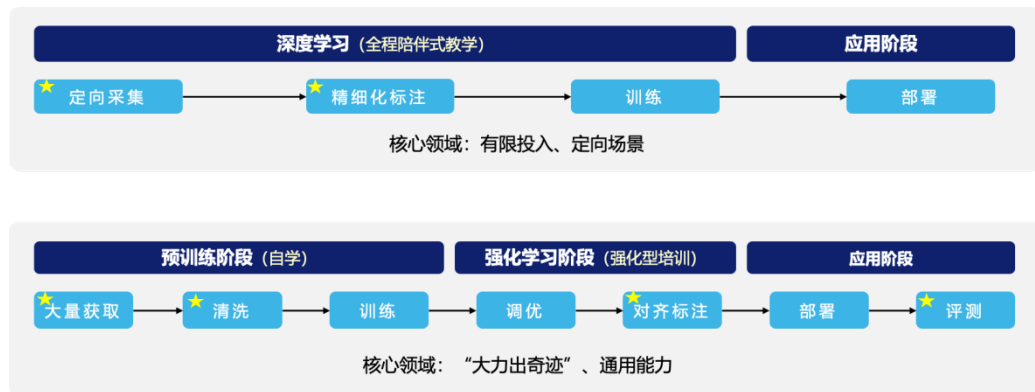 深度学习（全程陪伴式教学） 应用阶段
定向采集 精细化标注 训练 部署
核心领域：有限投入、定向场景
预训练阶段（自学） 强化学习阶段（强化型培训） 应用阶段
大量获取 清洗 训练 调优 对齐标注 部署 评测
核心领域：“大力出奇迹”、通用能力